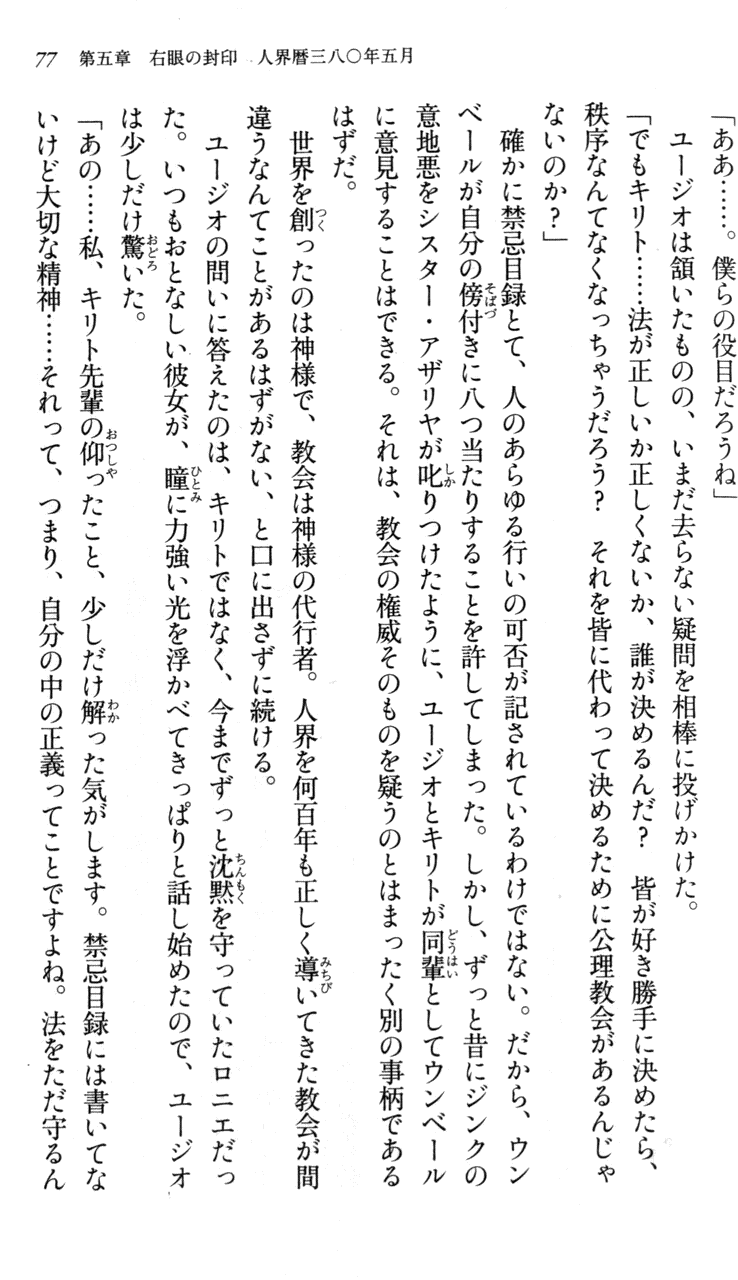 77　第五章　右眼の封印　人界暦三八〇年五月
「ああ……。僕らの役目だろうね」
　ユージオは頷いたものの、いまだ去らない疑問を相棒に投げかけた。
「でもキリト……法が正しいか正しくないか、誰が決めるんだ？　皆が好き勝手に決めたら、
秩序なんてなくなっちゃうだろう？　それを皆に代わって決めるために公理教会があるんじゃ
ないのか？」
　確かに禁忌目録とて、人のあらゆる行いの可否が記されているわけではない。だから、ウン
ベールが自分の傍付きに八つ当たりすることを許してしまった。しかし、ずっと昔にジンクの
意地悪をシスター・アザリヤが叱りつけたように、ユージオとキリトが同輩としてウンベール
に意見することはできる。それは、教会の権威そのものを疑うのとはまったく別の事柄である
はずだ。
　世界を創ったのは神様で、教会は神様の代行者。人界を何百年も正しく導いてきた教会が間
違うなんてことがあるはずがない、と口に出さずに続ける。
　ユージオの問いに答えたのは、キリトではなく、今までずっと沈黙を守っていたロニエだっ
た。いつもおとなしい彼女が、瞳に力強い光を浮かべてきっぱりと話し始めたので、ユージオ
は少しだけ驚いた。
「あの……私、キリト先輩の仰ったこと、少しだけ解った気がします。禁忌目録には書いてな
いけど大切な精神……それって、つまり、自分の中の正義ってことですよね。法をただ守るん